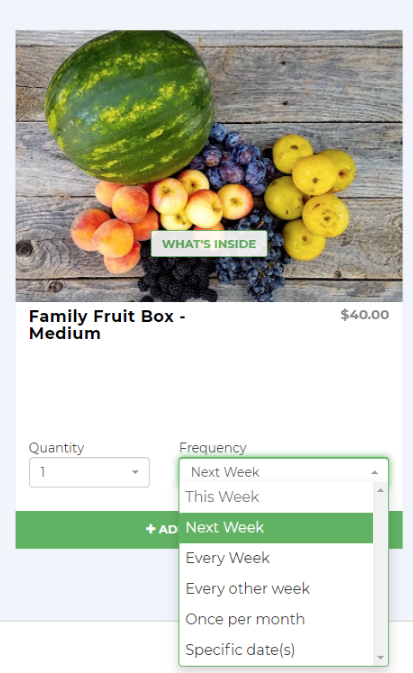 WHAT'S INSIDE
Family Fruit Box - $40.00
Medium
Quantity Frequency
1 Next Week
This Week
+ AD
Next Week
Every Week
Every other week
Once per month
Specific date(s)